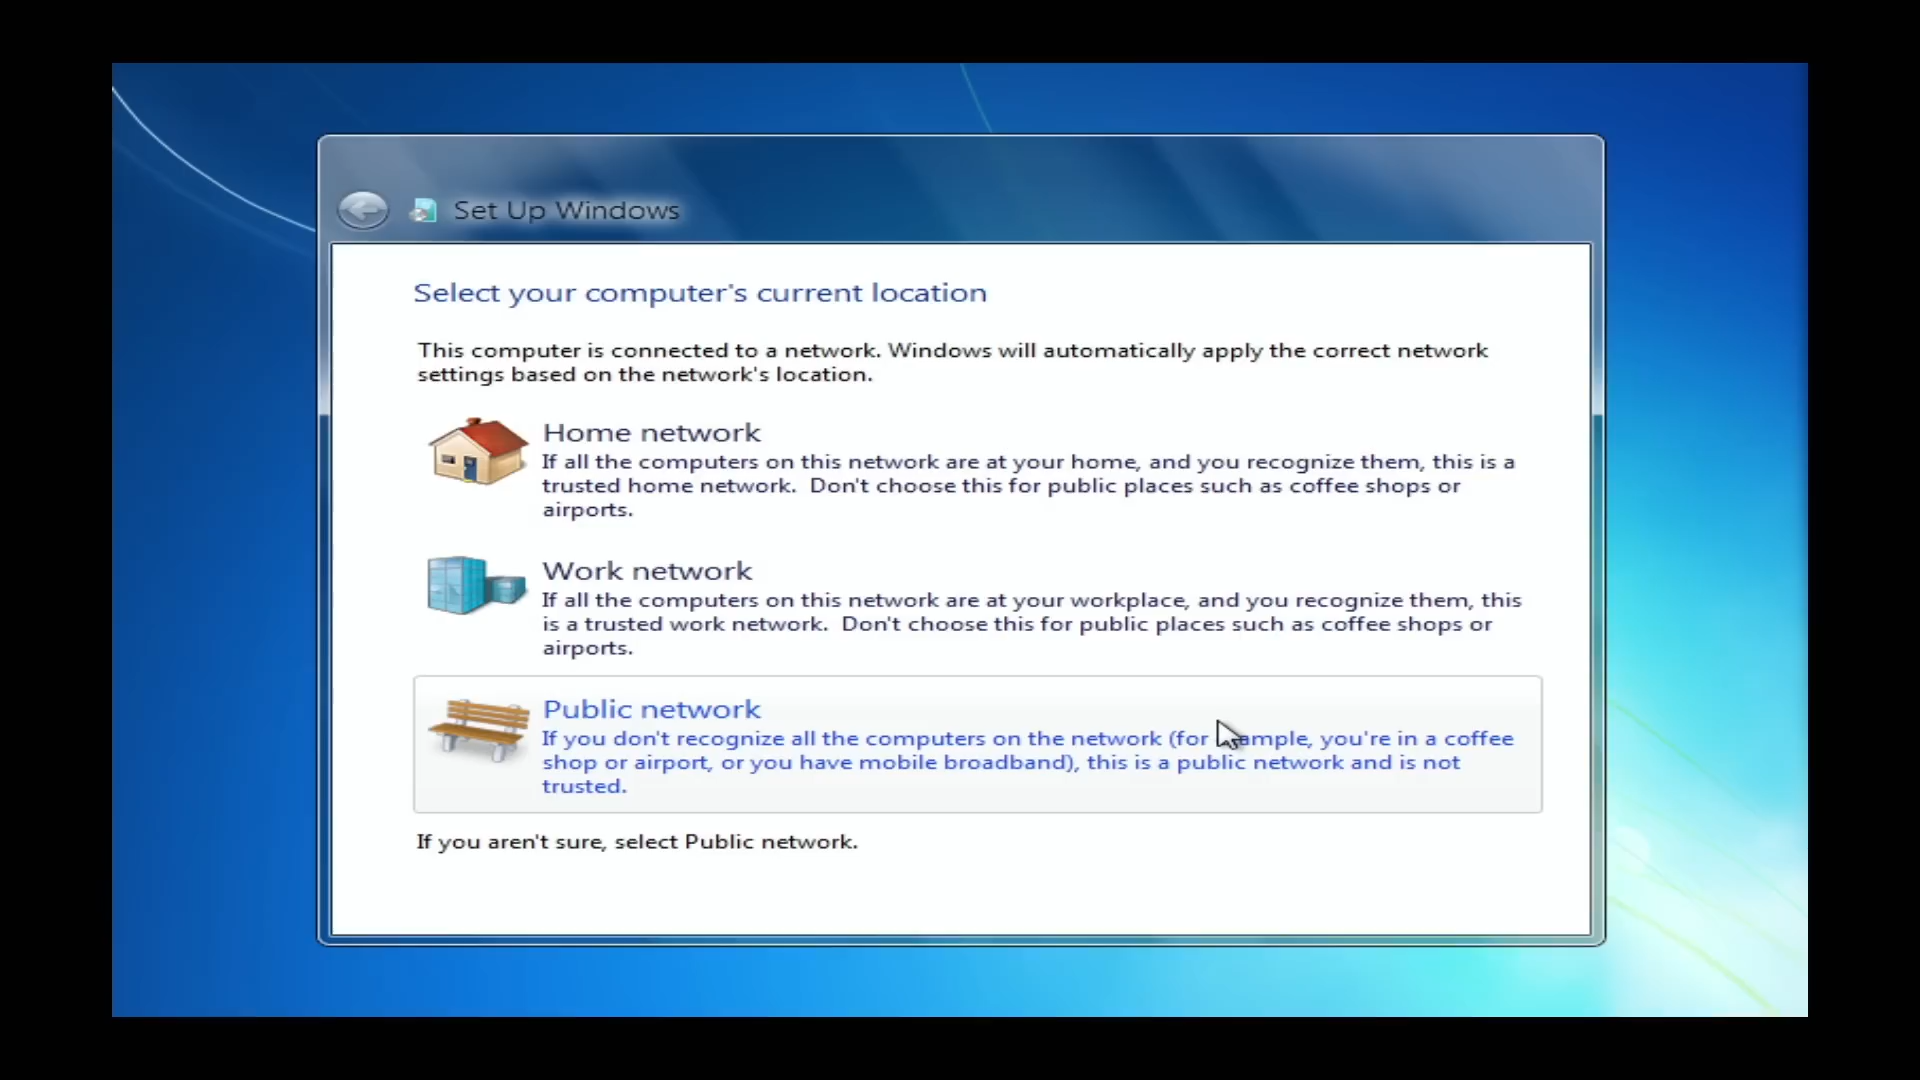 Set Up Windows
Select your computer's current location
This computer is connected to a network. Windows will automatically apply the correct network
settings based on the network's location.
Home network
If all the computers on this network are at your home, and you recognize them, this is a
trusted home network.  Don't choose this for public places such as coffee shops or
airports.
Work network
If all the computers on this network are at your workplace, and you recognize them, this
is a trusted work network.  Don't choose this for public places such as coffee shops or
airports.
Public network
If you don't recognize all the computers on the network (for example, you're in a coffee
shop or airport, or you have mobile broadband), this is a public network and is not
trusted.
If you aren't sure, select Public network.